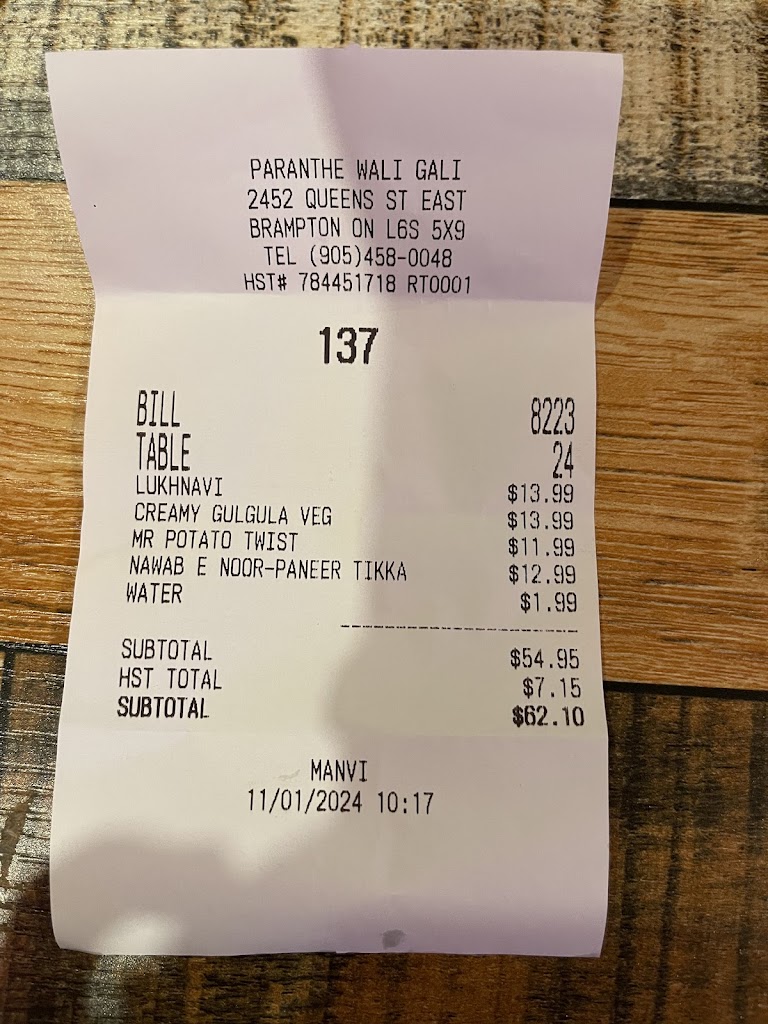 PARANTHE WALI GALI
2452 QUEENS ST EAST
BRAMPTON ON L6S 5X9
TEL (905)458-0048
HST# 784451718 RT0001
137
BILL 8223
TABLE 24
LUKHNAVI $13.99
CREAMY GULGULA VEG $13.99
MR POTATO TWIST $11.99
NAWAB E NOOR-PANEER TIKKA $12.99
WATER $1.99
SUBTOTAL $54.95
HST TOTAL $7.15
SUBTOTAL $62.10
MANVI
11/01/2024 10:17